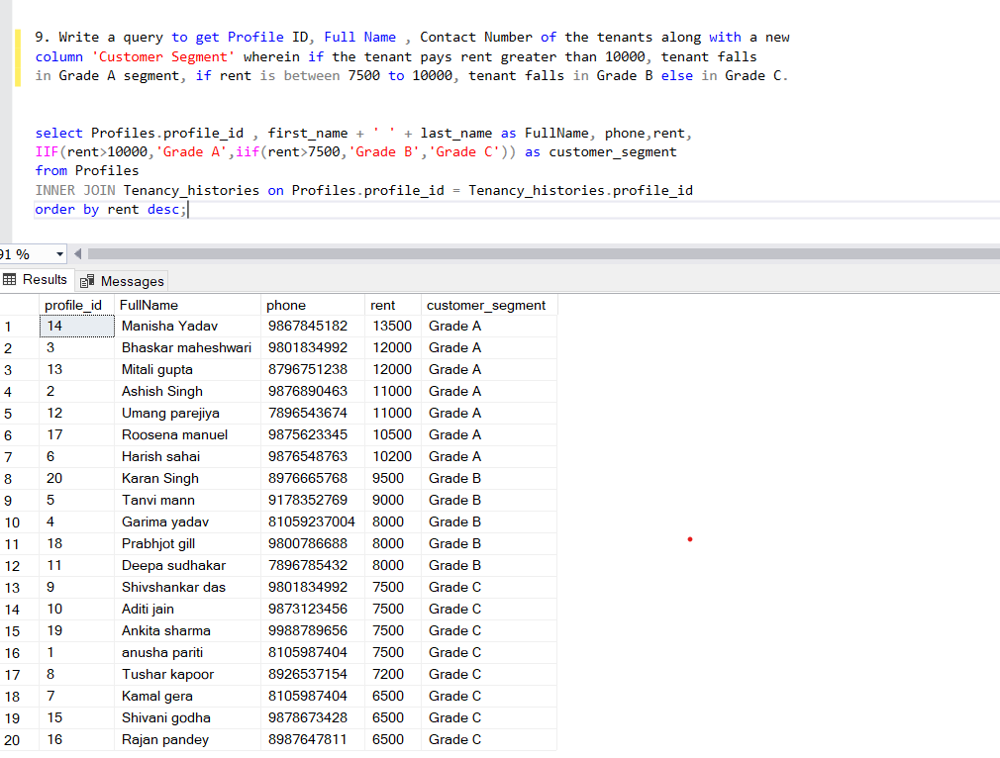 9. Write a query to get Profile ID, Full Name , Contact Number of the tenants along with a new
column 'Customer Segment' wherein if the tenant pays rent greater than 10000, tenant falls
in Grade A segment, if rent is between 7500 to 10000, tenant falls in Grade B else in Grade C.
select Profiles.profile_id , first_name + ' ' + last_name as FullName, phone,rent,
IIF(rent>10000,'Grade A',iif(rent>7500,'Grade B','Grade C')) as customer_segment
from Profiles
INNER JOIN Tenancy_histories on Profiles.profile_id = Tenancy_histories.profile_id
order by rent desc;
91 %
Results Messages
profile_id FullName phone rent customer_segment
1 14 Manisha Yadav 9867845182 13500 Grade A
2 3 Bhaskar maheshwari 9801834992 12000 Grade A
3 13 Mitali gupta 8796751238 12000 Grade A
4 2 Ashish Singh 9876890463 11000 Grade A
5 12 Umang parejiya 7896543674 11000 Grade A
6 17 Roosena manuel 9875623345 10500 Grade A
7 6 Harish sahai 9876548763 10200 Grade A
8 20 Karan Singh 8976665768 9500 Grade B
9 5 Tanvi mann 9178352769 9000 Grade B
10 4 Garima yadav 81059237004 8000 Grade B
11 18 Prabhjot gill 9800786688 8000 Grade B
12 11 Deepa sudhakar 7896785432 8000 Grade B
13 9 Shivshankar das 9801834992 7500 Grade C
14 10 Aditi jain 9873123456 7500 Grade C
15 19 Ankita sharma 9988789656 7500 Grade C
16 1 anusha pariti 8105987404 7500 Grade C
17 8 Tushar kapoor 8926537154 7200 Grade C
18 7 Kamal gera 8105987404 6500 Grade C
19 15 Shivani godha 9878673428 6500 Grade C
20 16 Rajan pandey 8987647811 6500 Grade C